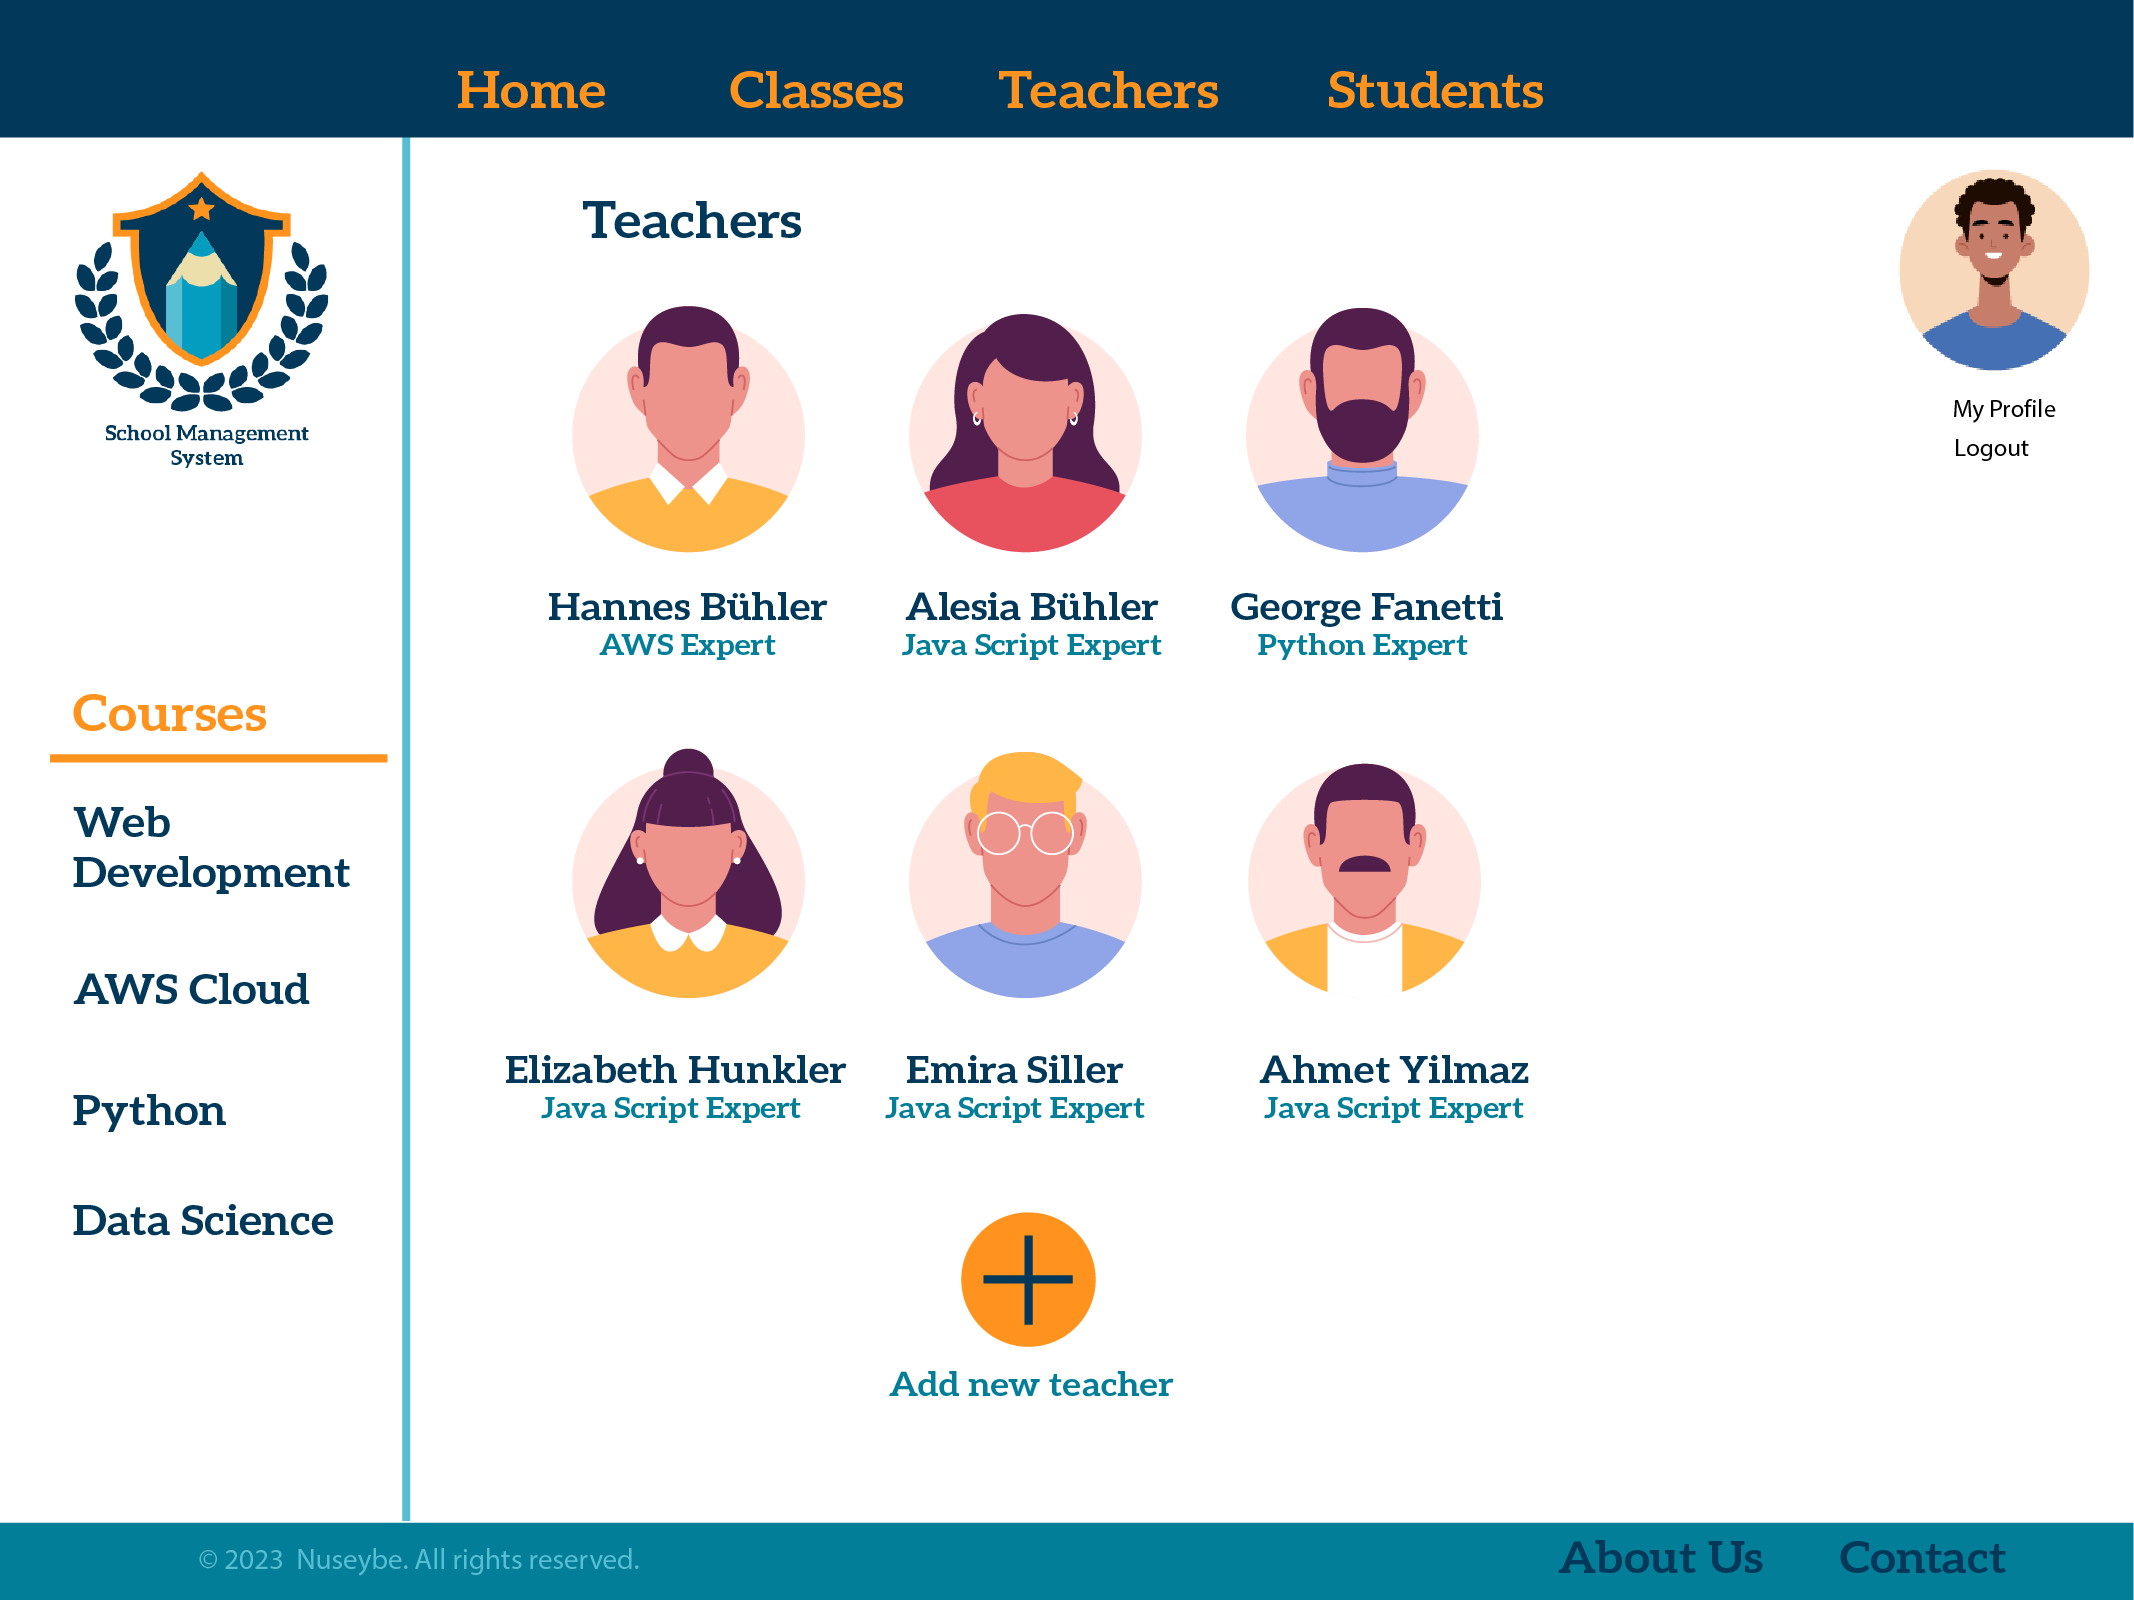 Home Classes Teachers Students
School Management
System
Teachers
My Profile
Logout
Hannes Bühler Alesia Bühler George Fanetti
AWS Expert Java Script Expert Python Expert
Courses
Web
Development
AWS Cloud
Python
Data Science
Elizabeth Hunkler Emira Siller Ahmet Yilmaz
Java Script Expert Java Script Expert Java Script Expert
Add new teacher
© 2023 Nuseybe. All rights reserved.
About Us Contact